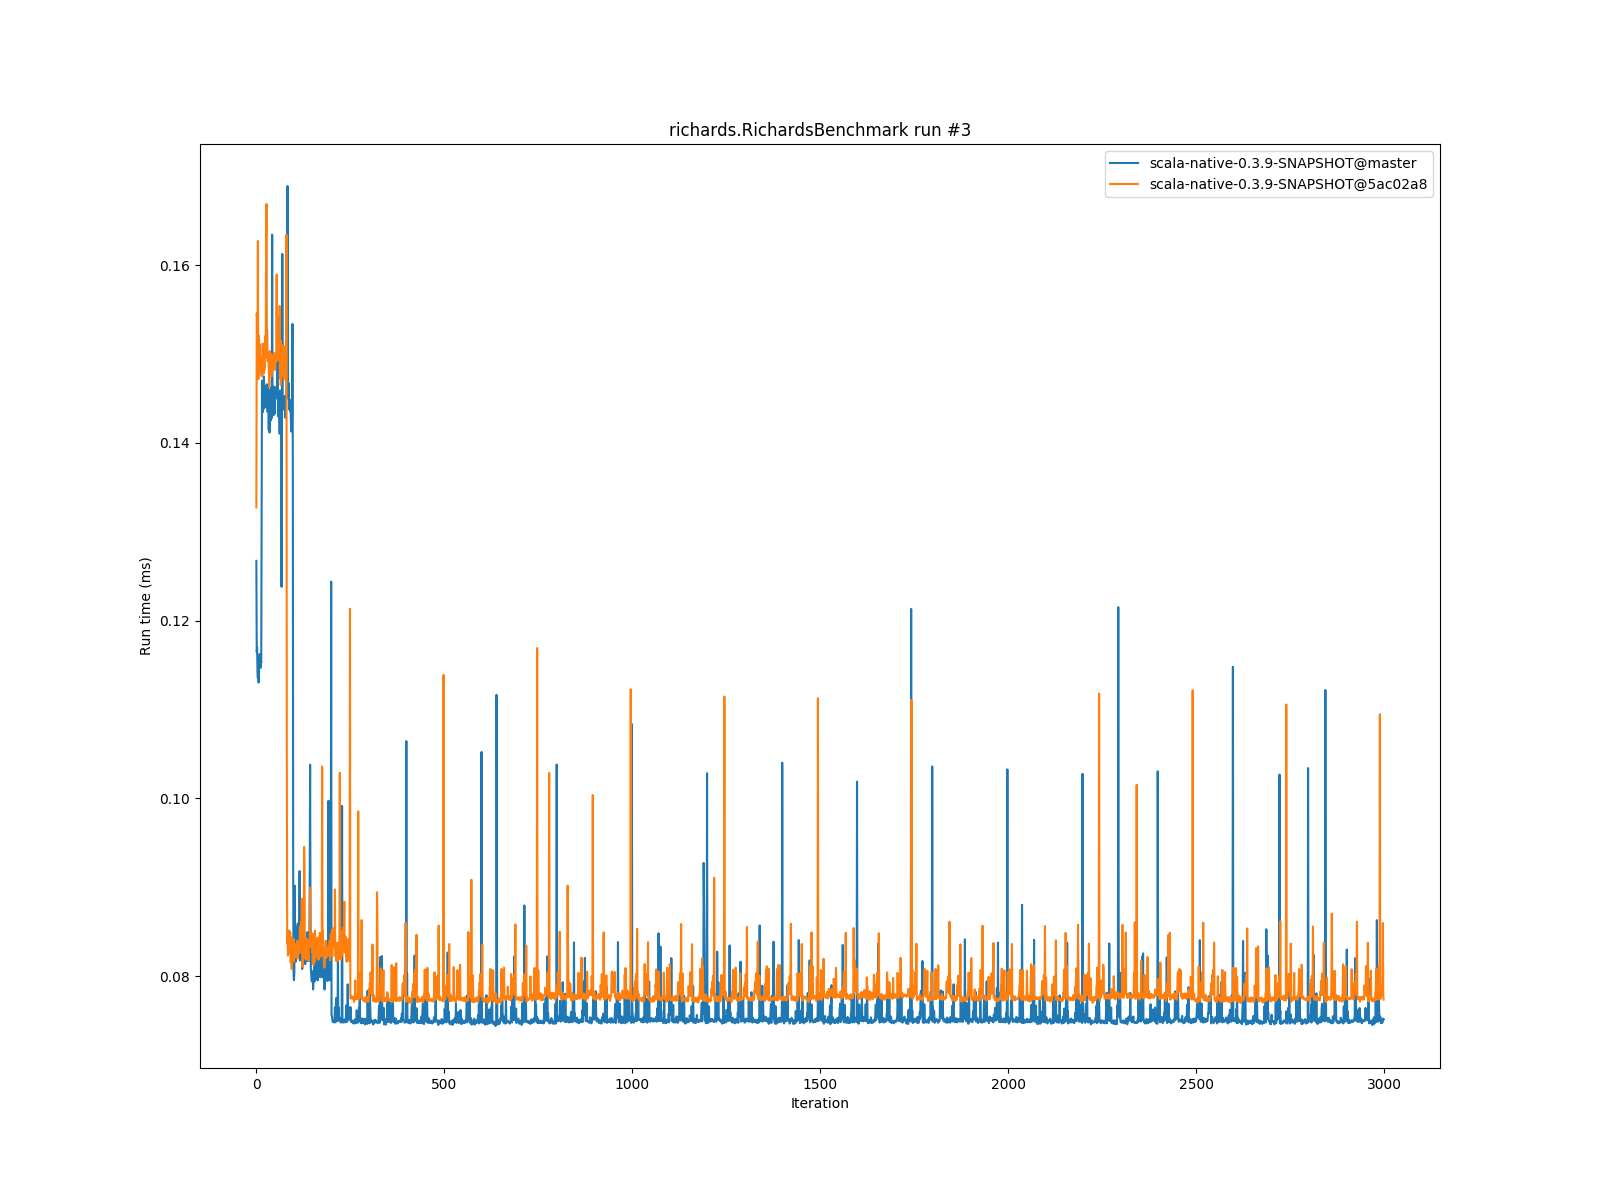 richards.RichardsBenchmark run #3
scala-native-0.3.9-SNAPSHOT@master
scala-native-0.3.9-SNAPSHOT@5ac02a8
0.16
0.14
0.12
0.10
0.08
Run time (ms)
0 500 1000 1500 2000 2500 3000
Iteration